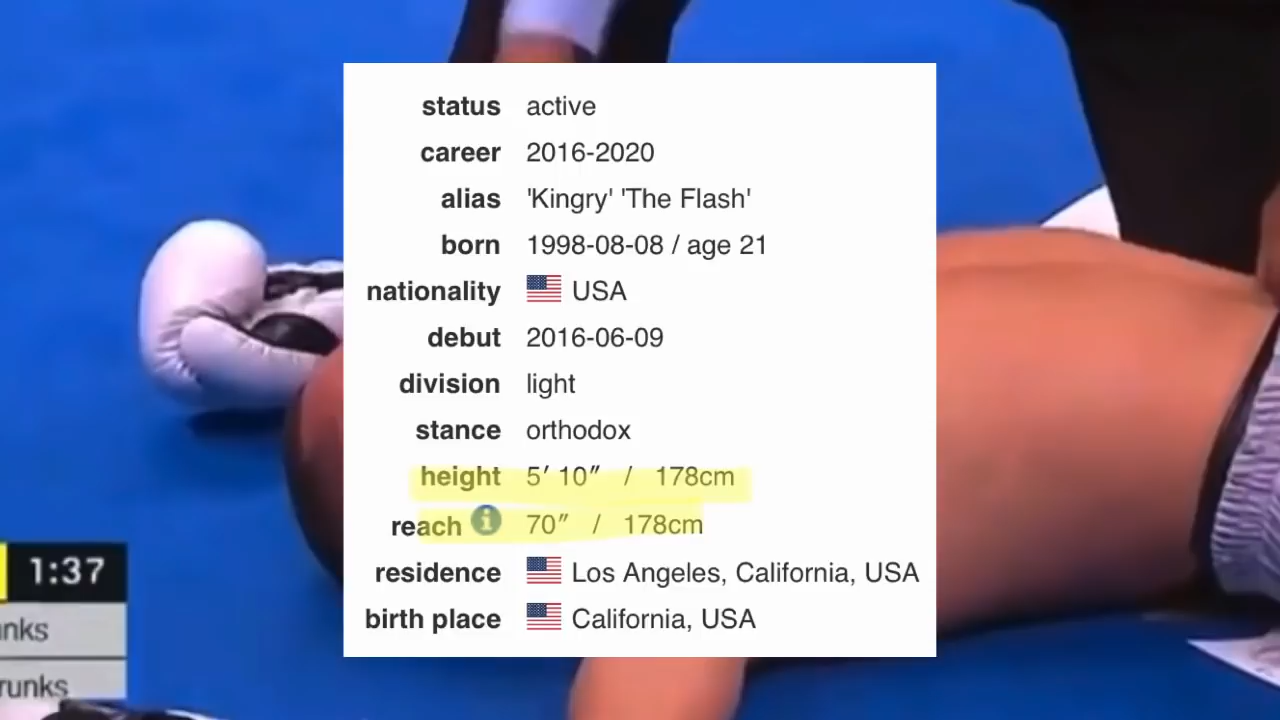 status active
career 2016-2020
alias 'Kingry' 'The Flash'
born 1998-08-08 / age 21
nationality USA
debut 2016-06-09
division light
stance orthodox
height 5′ 10″ / 178cm
reach 70″ / 178cm
residence Los Angeles, California, USA
birth place California, USA
1:37